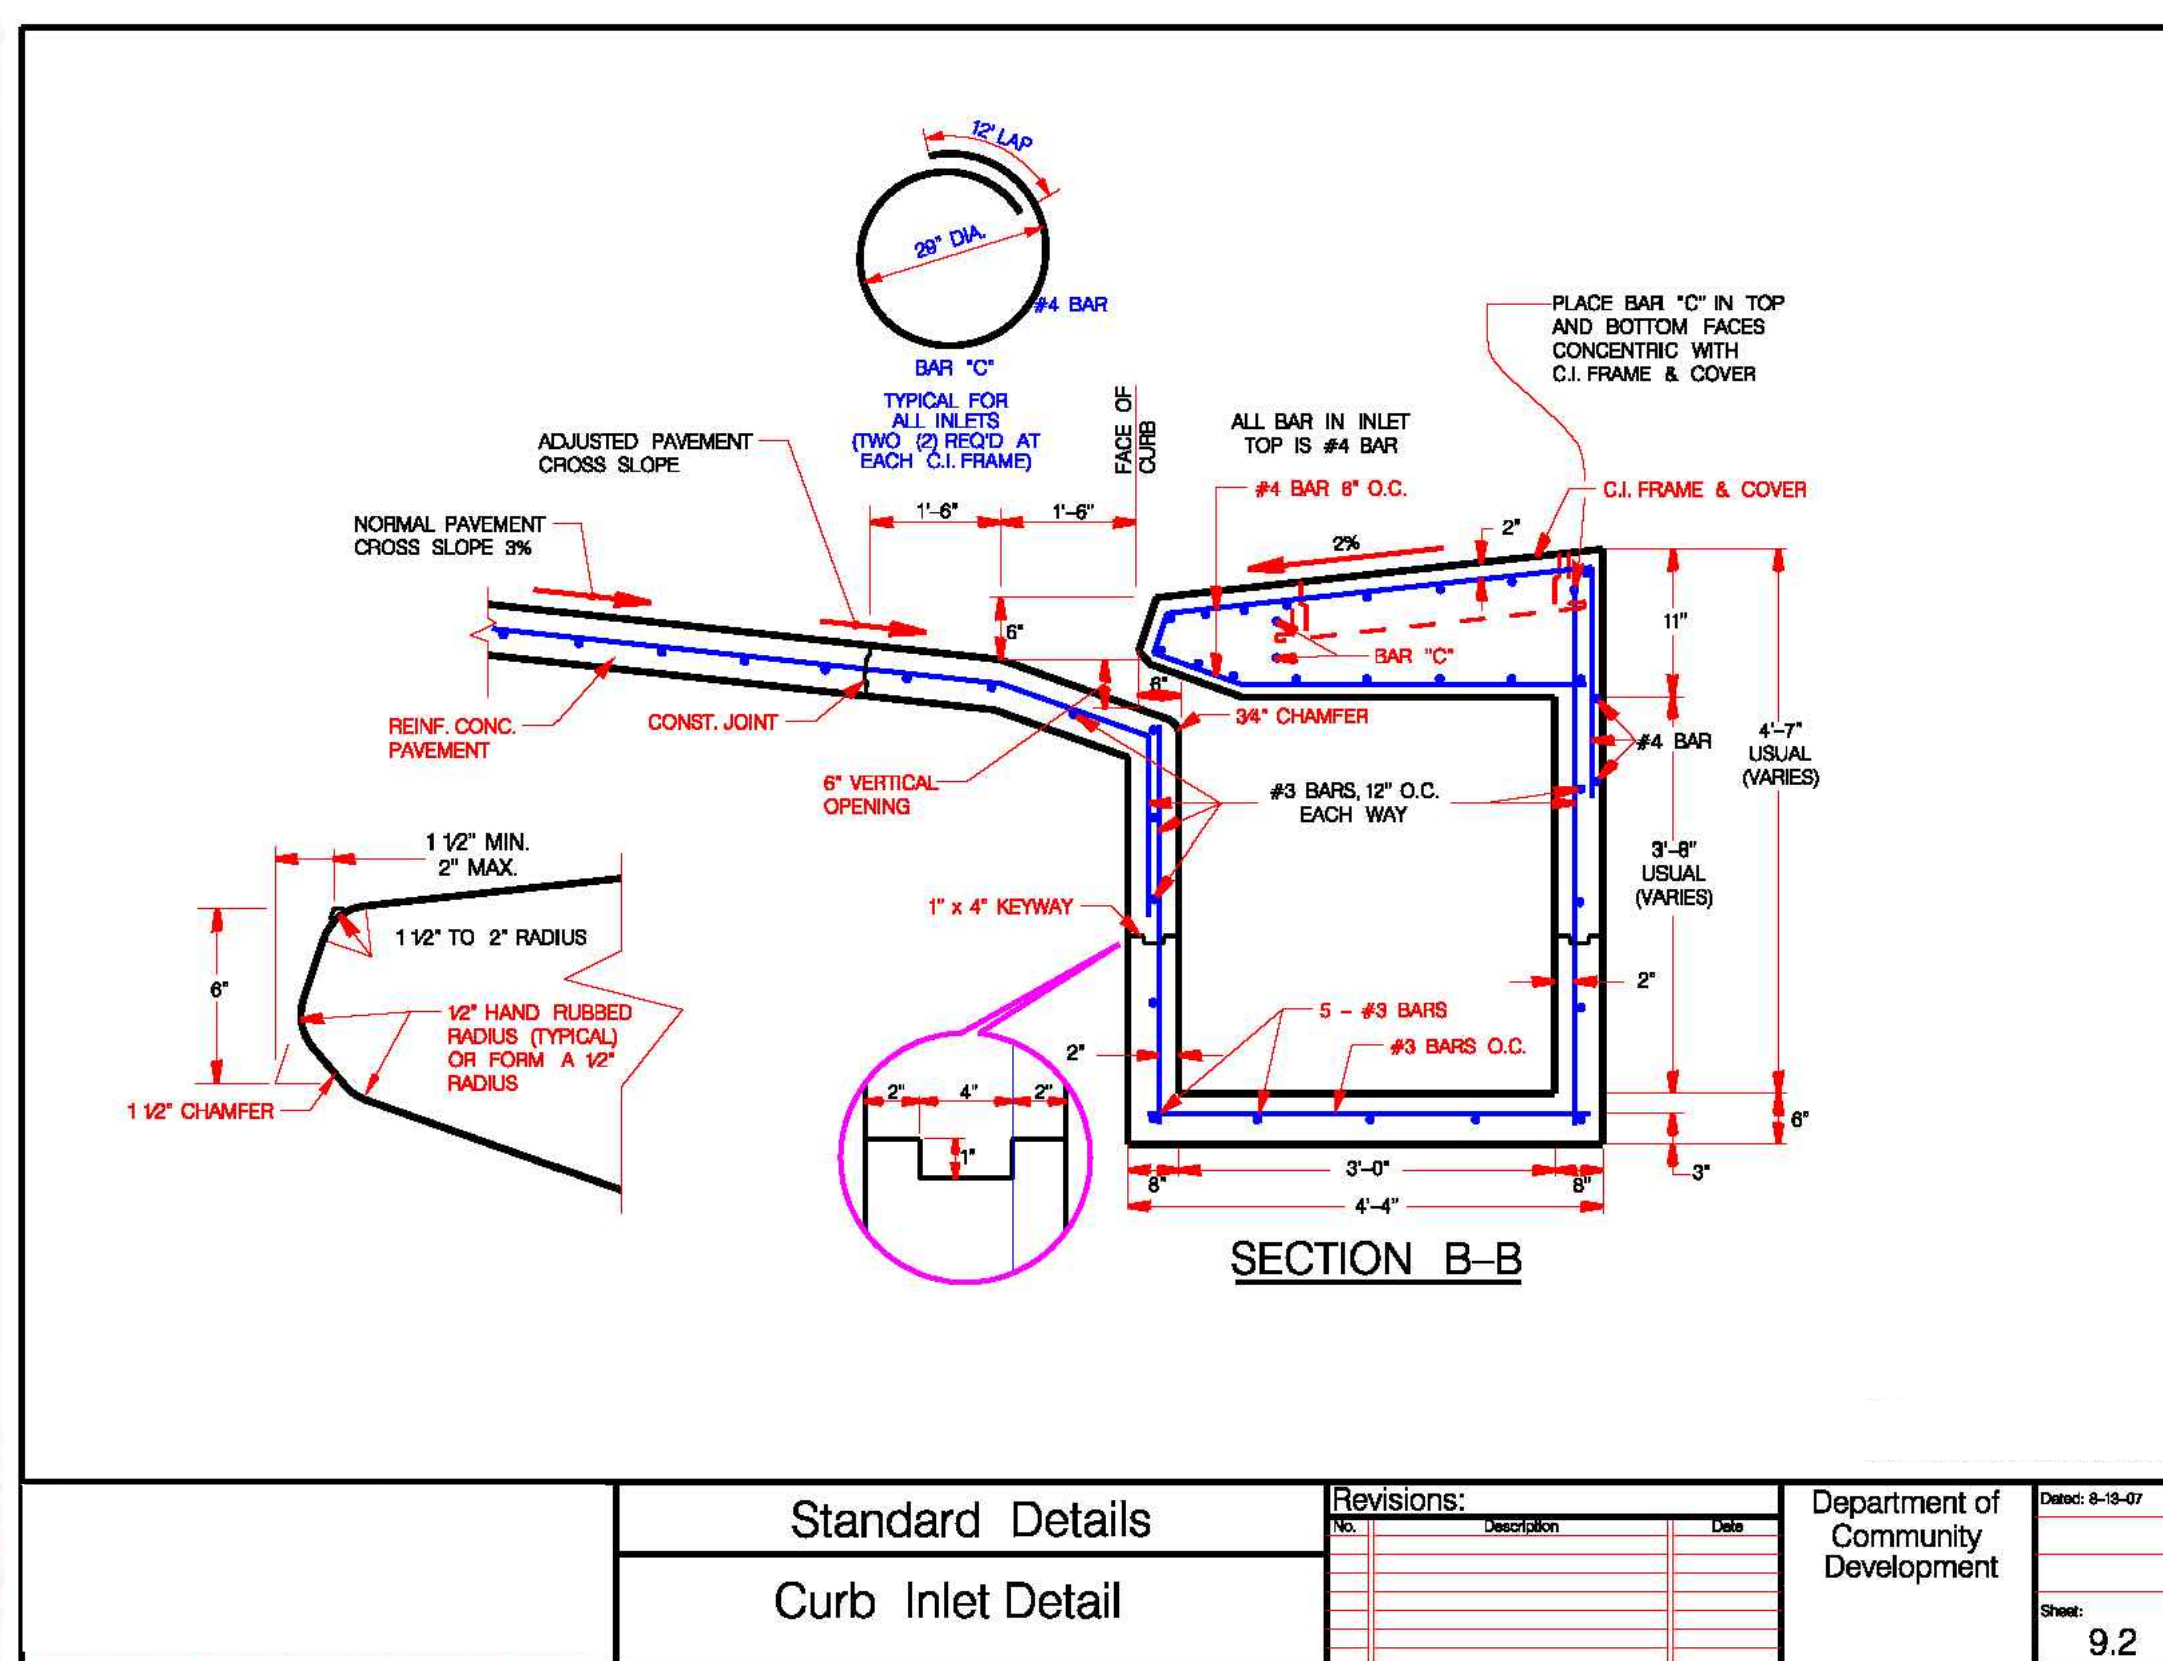 12' LAP
29" DIA.
#4 BAR
BAR "C"
TYPICAL FOR
ALL INLETS
(TWO (2) REQ'D AT
EACH C.I. FRAME)
PLACE BAR "C" IN TOP
AND BOTTOM FACES
CONCENTRIC WITH
C.I. FRAME & COVER
FACE OF
CURB
ALL BAR IN INLET
TOP IS #4 BAR
ADJUSTED PAVEMENT
CROSS SLOPE
#4 BAR 6" O.C.
C.I. FRAME & COVER
1'-6"
1'-6"
NORMAL PAVEMENT
CROSS SLOPE 3%
2%
2"
6"
11"
BAR "C"
6"
REINF. CONC.
PAVEMENT
CONST. JOINT
3/4" CHAMFER
#4 BAR
4'-7"
USUAL
(VARIES)
6" VERTICAL
OPENING
#3 BARS, 12" O.C.
EACH WAY
1 1/2" MIN.
2" MAX.
3'-8"
USUAL
(VARIES)
1" x 4" KEYWAY
1 1/2" TO 2" RADIUS
6"
2"
1/2" HAND RUBBED
RADIUS (TYPICAL)
OR FORM A 1/2"
RADIUS
5 - #3 BARS
#3 BARS O.C.
2"
1 1/2" CHAMFER
2"
4"
2"
1"
6"
3"
8"
3'-0"
8"
4'-4"
SECTION B-B
Standard Details
Curb Inlet Detail
Revisions:
No.
Description
Date
Department of
Community
Development
Dated: 8-13-07
Sheet:
9.2